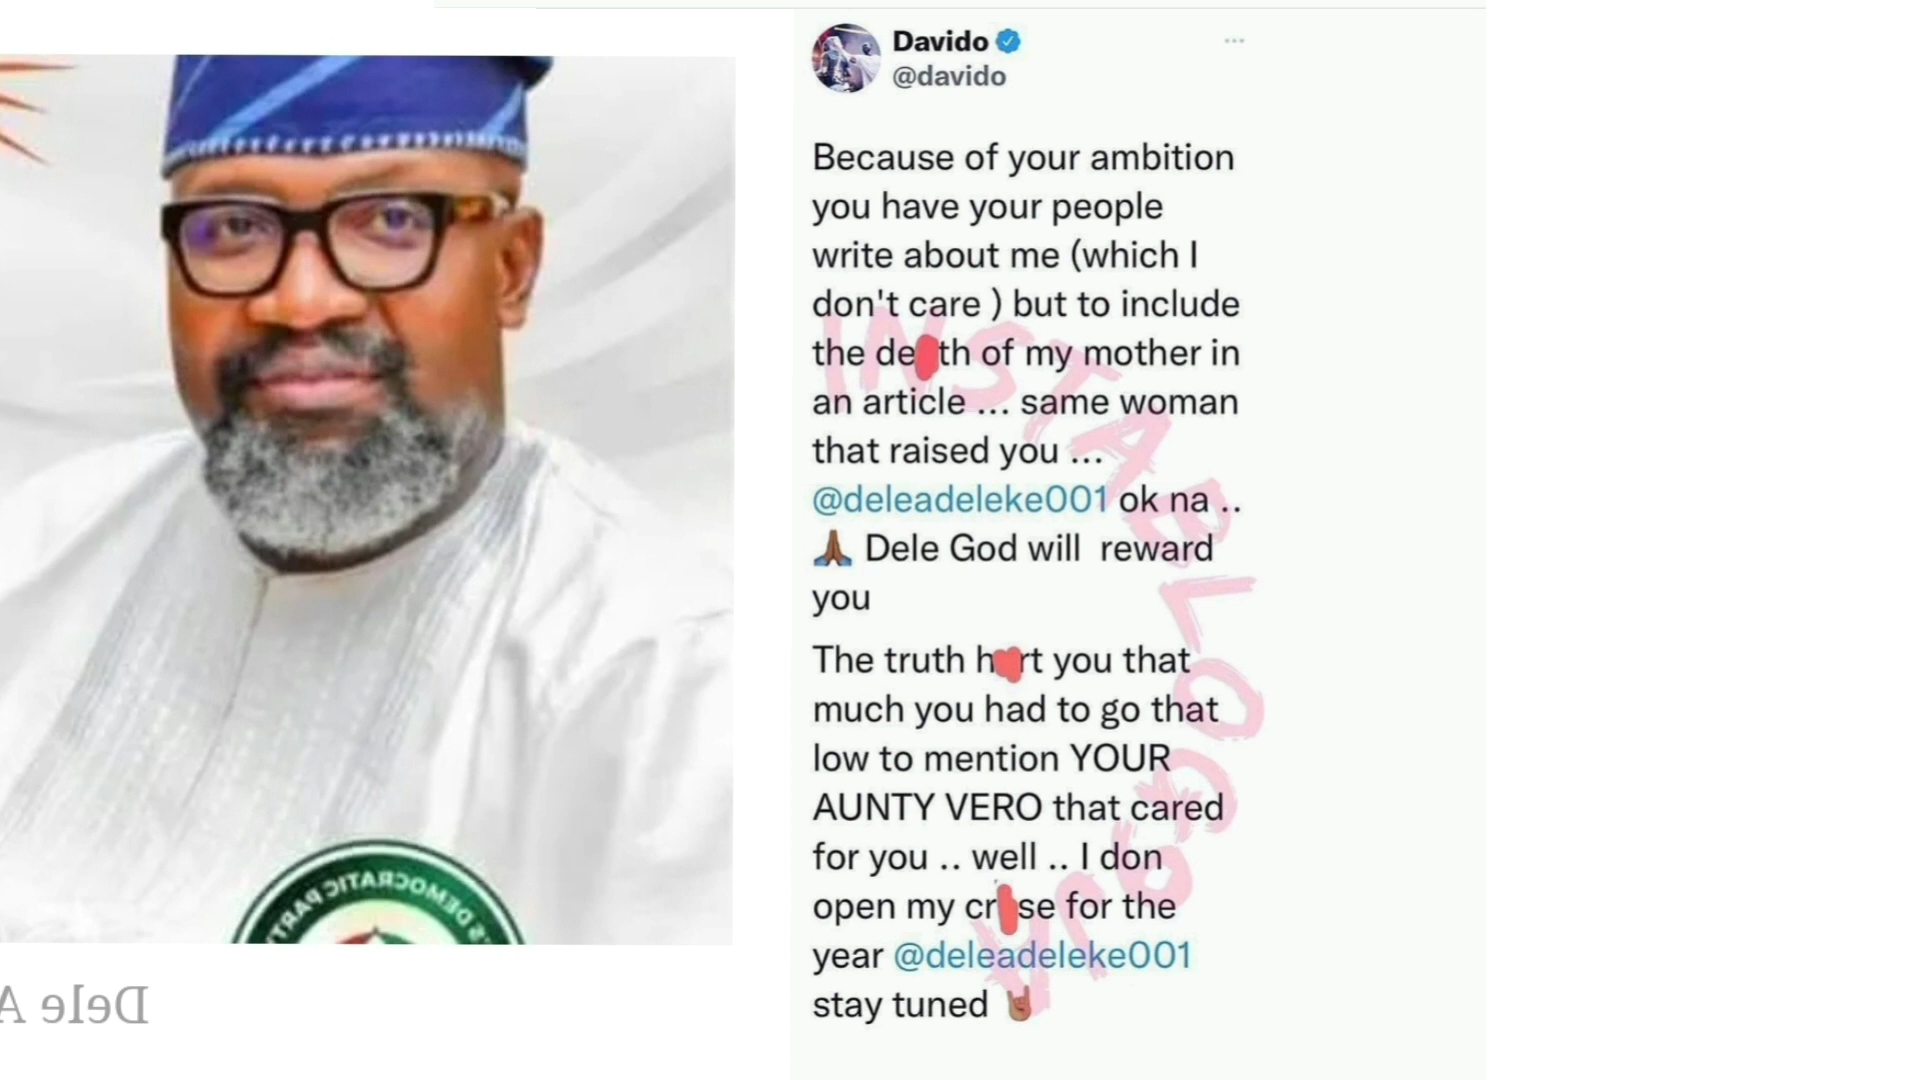 Davido
@davido
Because of your ambition
you have your people
write about me (which I
don't care ) but to include
the de th of my mother in
an article ... same woman
that raised you ...
@deleadeleke001 ok na ..
🙏🏾 Dele God will reward
you
The truth h rt you that
much you had to go that
low to mention YOUR
AUNTY VERO that cared
for you .. well .. I don
open my cr se for the
year @deleadeleke001
stay tuned 🤘🏾
INSTABLOG9JA
'S DEMOCRATIC PART
Dele A